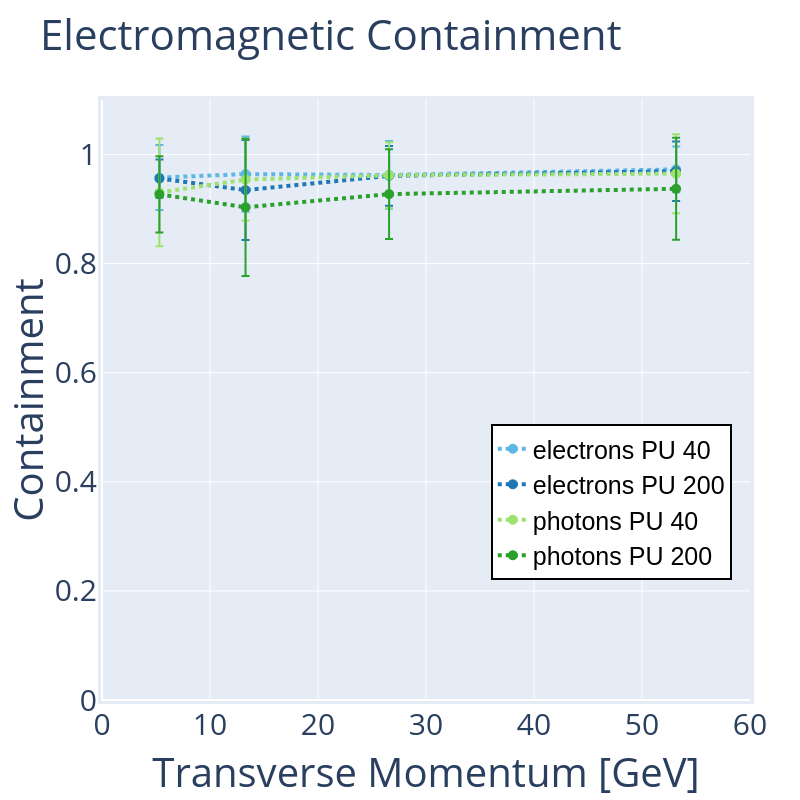 Electromagnetic Containment
Containment
1
0.8
0.6
0.4
0.2
0
electrons PU 40
electrons PU 200
photons PU 40
photons PU 200
0 10 20 30 40 50 60
Transverse Momentum [GeV]